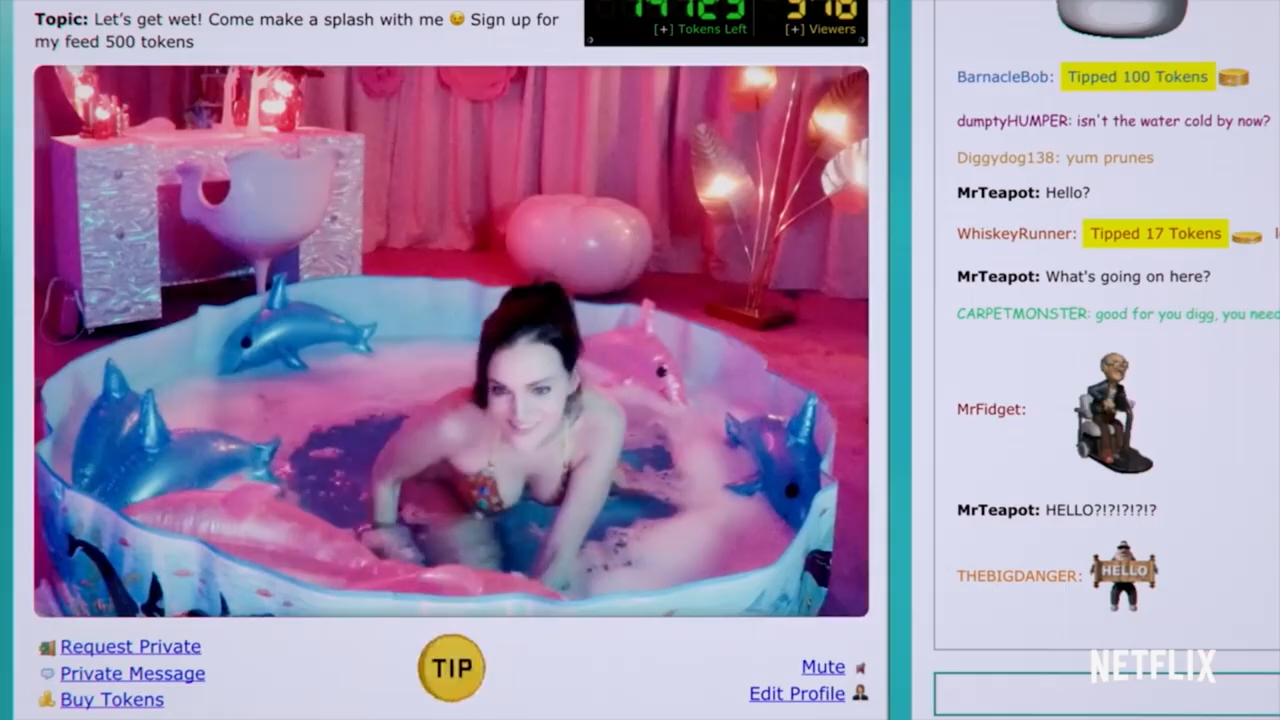 Topic: Let's get wet! Come make a splash with me 😉 Sign up for
my feed 500 tokens
[+] Tokens Left
[+] Viewers
Request Private
Private Message
Buy Tokens
TIP
Mute
Edit Profile
BarnacleBob: Tipped 100 Tokens
dumptyHUMPER: isn't the water cold by now?
Diggydog138: yum prunes
MrTeapot: Hello?
WhiskeyRunner: Tipped 17 Tokens
MrTeapot: What's going on here?
CARPETMONSTER: good for you digg, you need
MrFidget:
MrTeapot: HELLO?!?!?!?!?
THEBIGDANGER: HELLO
NETFLIX